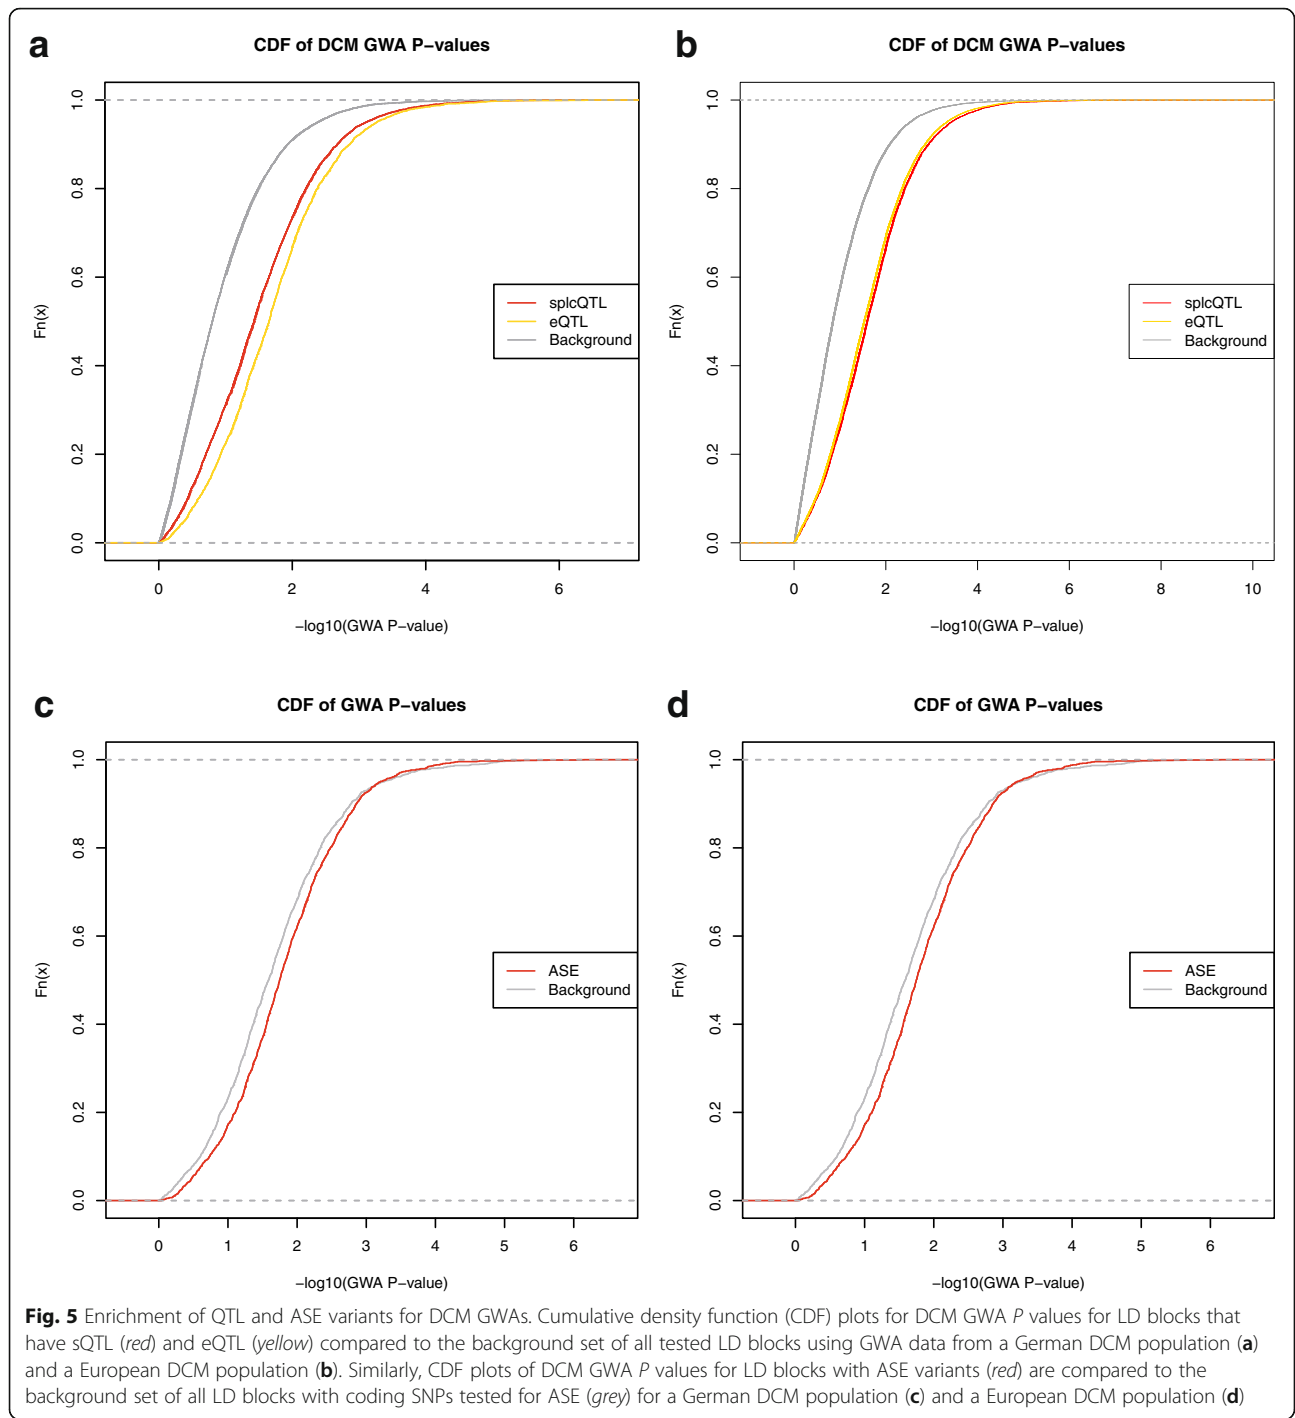 a
CDF of DCM GWA P−values
Fn(x)
1.0
0.8
0.6
0.4
0.2
0.0
splcQTL
eQTL
Background
0 2 4 6
−log10(GWA P−value)
b
CDF of DCM GWA P−values
Fn(x)
1.0
0.8
0.6
0.4
0.2
0.0
splcQTL
eQTL
Background
0 2 4 6 8 10
−log10(GWA P−value)
c
CDF of GWA P−values
Fn(x)
1.0
0.8
0.6
0.4
0.2
0.0
ASE
Background
0 1 2 3 4 5 6
−log10(GWA P−value)
d
CDF of GWA P−values
Fn(x)
1.0
0.8
0.6
0.4
0.2
0.0
ASE
Background
0 1 2 3 4 5 6
−log10(GWA P−value)
Fig. 5 Enrichment of QTL and ASE variants for DCM GWAs. Cumulative density function (CDF) plots for DCM GWA P values for LD blocks that
have sQTL (red) and eQTL (yellow) compared to the background set of all tested LD blocks using GWA data from a German DCM population (a)
and a European DCM population (b). Similarly, CDF plots of DCM GWA P values for LD blocks with ASE variants (red) are compared to the
background set of all LD blocks with coding SNPs tested for ASE (grey) for a German DCM population (c) and a European DCM population (d)